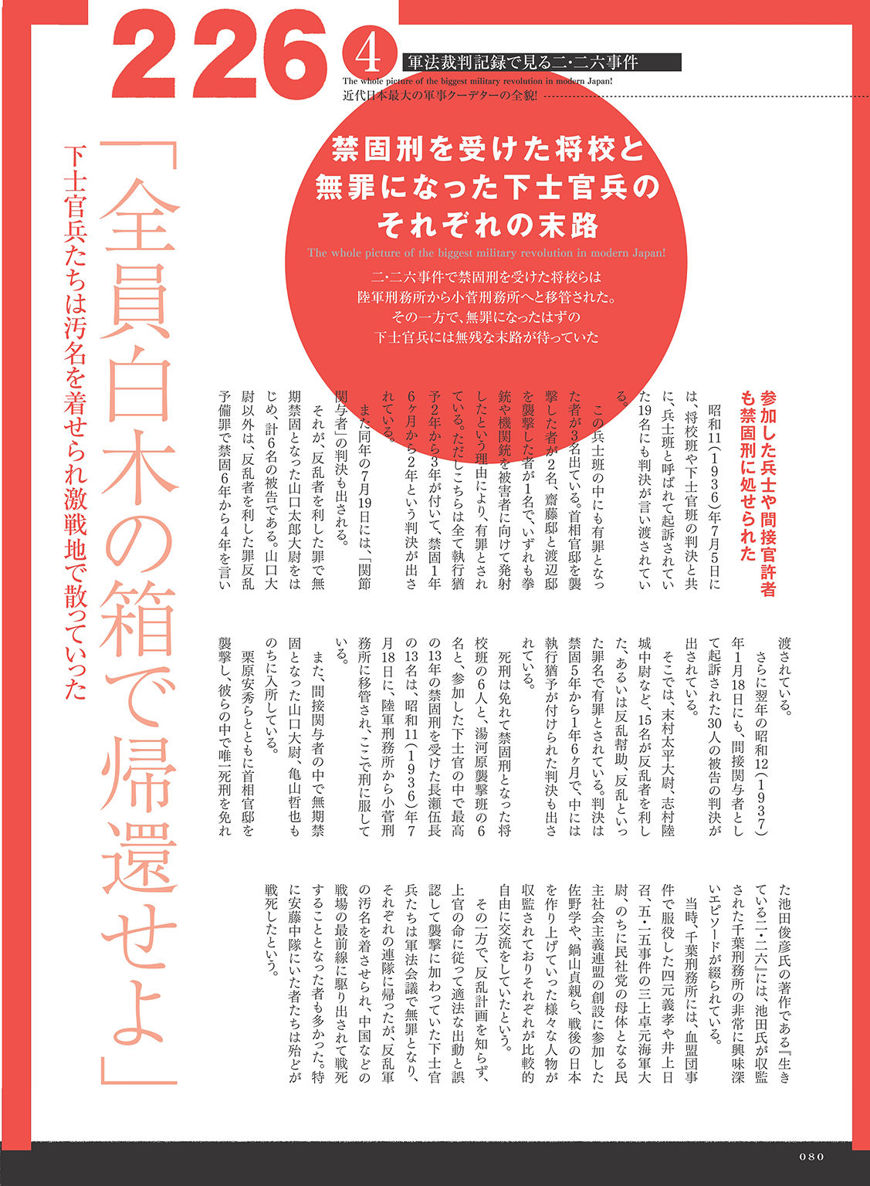 226
4
軍法裁判記録で見る二・二六事件
The whole picture of the biggest military revolution in modern Japan!
近代日本最大の軍事クーデターの全貌!
禁固刑を受けた将校と
無罪になった下士官兵の
それぞれの末路
The whole picture of the biggest military revolution in modern Japan!
二・二六事件で禁固刑を受けた将校らは
陸軍刑務所から小菅刑務所へと移管された。
その一方で、無罪になったはずの
下士官兵には無残な末路が待っていた
「全員白木の箱で帰還せよ」
下士官兵たちは汚名を着せられ激戦地で散っていった
参加した兵士や間接官許者
も禁固刑に処せられた
昭和11(1936)年7月5日に
は、将校班や下士官班の判決と共
に、兵士班と呼ばれて起訴されてい
た19名にも判決が言い渡されてい
る。
この兵士班の中にも有罪となっ
た者が3名出ている。首相官邸を襲
撃した者が2名、齋藤邸と渡辺邸
を襲撃した者が1名で、いずれも拳
銃や機関銃を被害者に向けて発射
したという理由により、有罪とされ
ている。ただしこちらは全て執行猶
予2年から3年が付いて、禁固1年
6ヶ月から2年という判決が出さ
れている。
また同年の7月19日には、「関節
関与者」の判決も出される。
それが、反乱者を利した罪で無
期禁固となった山口太郎大尉をは
じめ、計6名の被告である。山口大
尉以外は、反乱者を利した罪反乱
予備罪で禁固6年から4年を言い
渡されている。
さらに翌年の昭和12(1937)
年1月18日にも、間接関与者とし
て起訴された30人の被告の判決が
出されている。
そこでは、末村太平大尉、志村陸
城中尉など、15名が反乱者を利し
た、あるいは反乱幇助、反乱といっ
た罪名で有罪とされている。判決は
禁固5年から1年6ヶ月で、中には
執行猶予が付けられた判決も出さ
れている。
死刑は免れて禁固刑となった将
校班の6人と、湯河原襲撃班の6
名と、参加した下士官の中で最高
の13年の禁固刑を受けた長瀬伍長
の13名は、昭和11(1936)年7
月18日に、陸軍刑務所から小菅刑
務所に移管され、ここで刑に服して
いる。
また、間接関与者の中で無期禁
固となった山口大尉、亀山哲也も
のちに入所している。
栗原安秀らとともに首相官邸を
襲撃し、彼らの中で唯一死刑を免れ
た池田俊彦氏の著作である『生き
ている二・二六』には、池田氏が収監
された千葉刑務所の非常に興味深
いエピソードが綴られている。
当時、千葉刑務所には、血盟団事
件で服役した四元義孝や井上日
召、五・一五事件の三上卓元海軍大
尉、のちに民社党の母体となる民
主社会主義連盟の創設に参加した
佐野学や、鍋山貞親ら、戦後の日本
を作り上げていった様々な人物が
収監されておりそれぞれが比較的
自由に交流をしていたという。
その一方で、反乱計画を知らず、
上官の命に従って適法な出動と誤
認して襲撃に加わっていた下士官
兵たちは軍法会議で無罪となり、
それぞれの連隊に帰ったが、反乱軍
の汚名を着させられ、中国などの
戦場の最前線に駆り出されて戦死
することとなった者も多かった。特
に安藤中隊にいた者たちは殆どが
戦死したという。
080